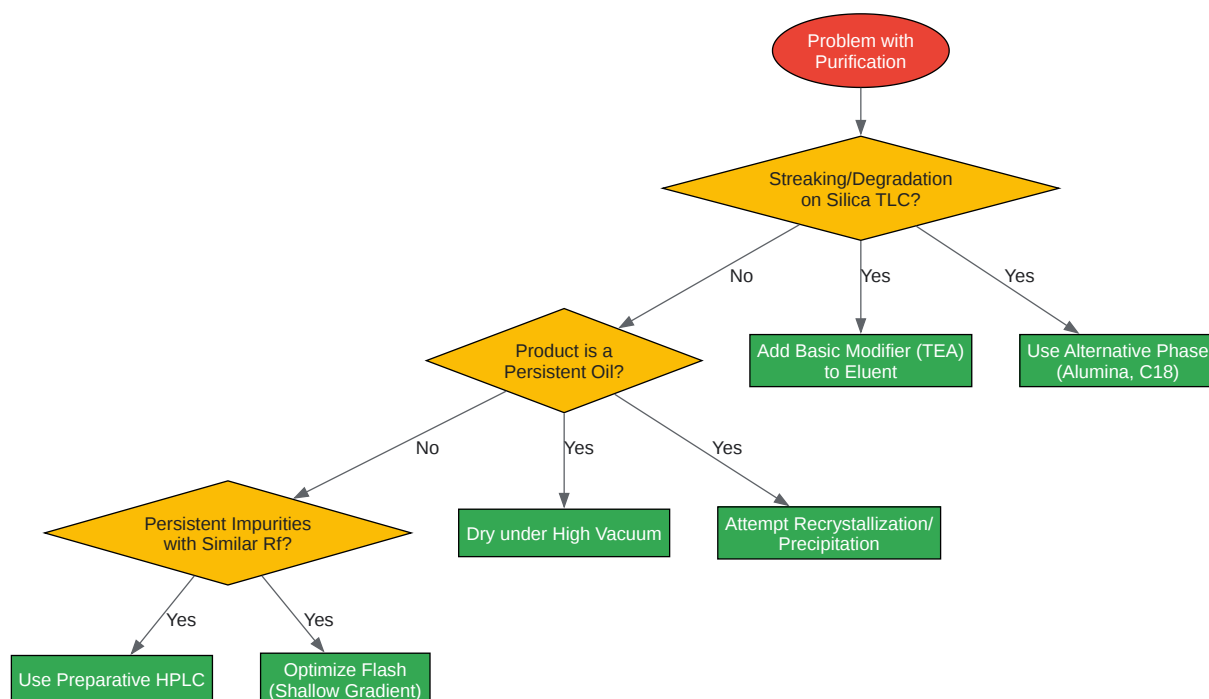 Problem with
Purification
Streaking/Degradation
on Silica TLC?
No
Yes
Yes
Product is a
Persistent Oil?
Add Basic Modifier (TEA)
to Eluent
Use Alternative Phase
(Alumina, C18)
No
Yes
Yes
Persistent Impurities
with Similar Rf?
Dry under High Vacuum
Attempt Recrystallization/
Precipitation
Yes
Yes
Use Preparative HPLC
Optimize Flash
(Shallow Gradient)